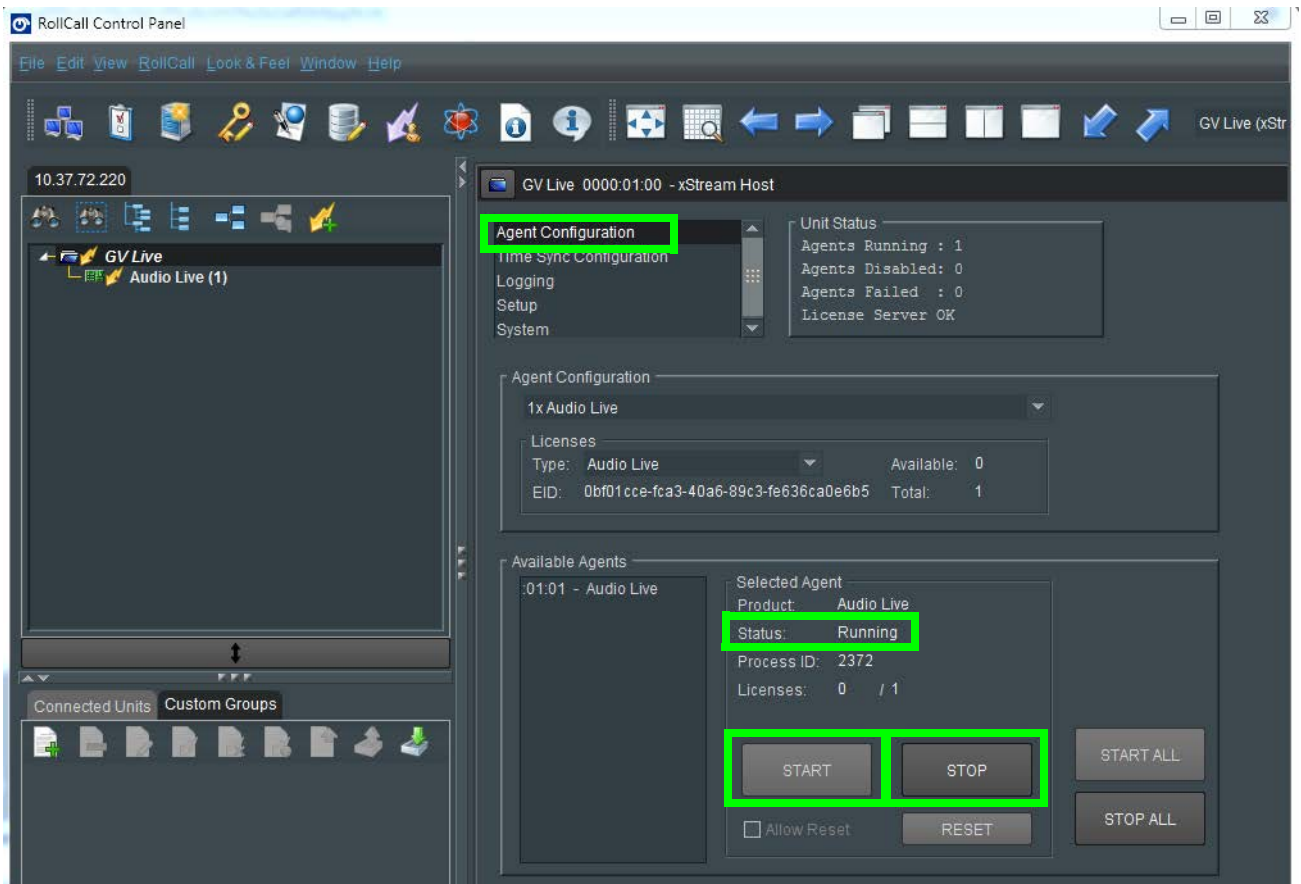 RollCall Control Panel
File Edit View RollCall Look & Feel Window Help
GV Live (xStr
10.37.72.220
GV Live
Audio Live (1)
Connected Units Custom Groups
GV Live 0000:01:00 - xStream Host
Agent Configuration
Time Sync Configuration
Logging
Setup
System
Unit Status
Agents Running : 1
Agents Disabled: 0
Agents Failed : 0
License Server OK
Agent Configuration
1x Audio Live
Licenses
Type: Audio Live Available: 0
EID: 0bf01cce-fca3-40a6-89c3-fe636ca0e6b5 Total: 1
Available Agents
:01:01 - Audio Live
Selected Agent
Product: Audio Live
Status: Running
Process ID: 2372
Licenses: 0 / 1
START STOP START ALL
Allow Reset RESET STOP ALL